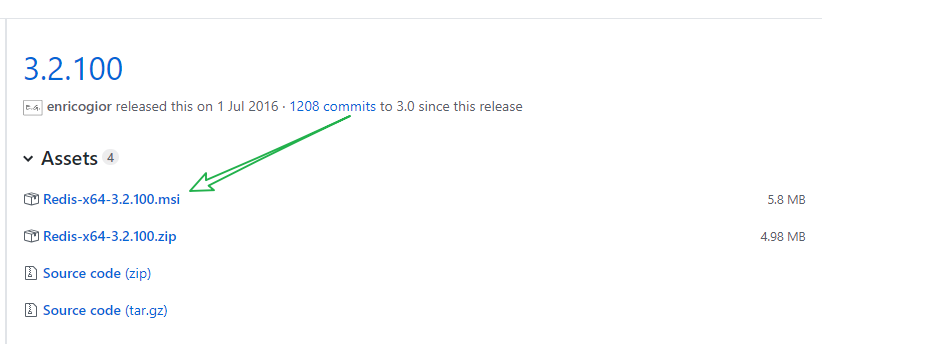 3.2.100
enricogior released this on 1 Jul 2016 · 1208 commits to 3.0 since this release
Assets 4
Redis-x64-3.2.100.msi 5.8 MB
Redis-x64-3.2.100.zip 4.98 MB
Source code (zip)
Source code (tar.gz)